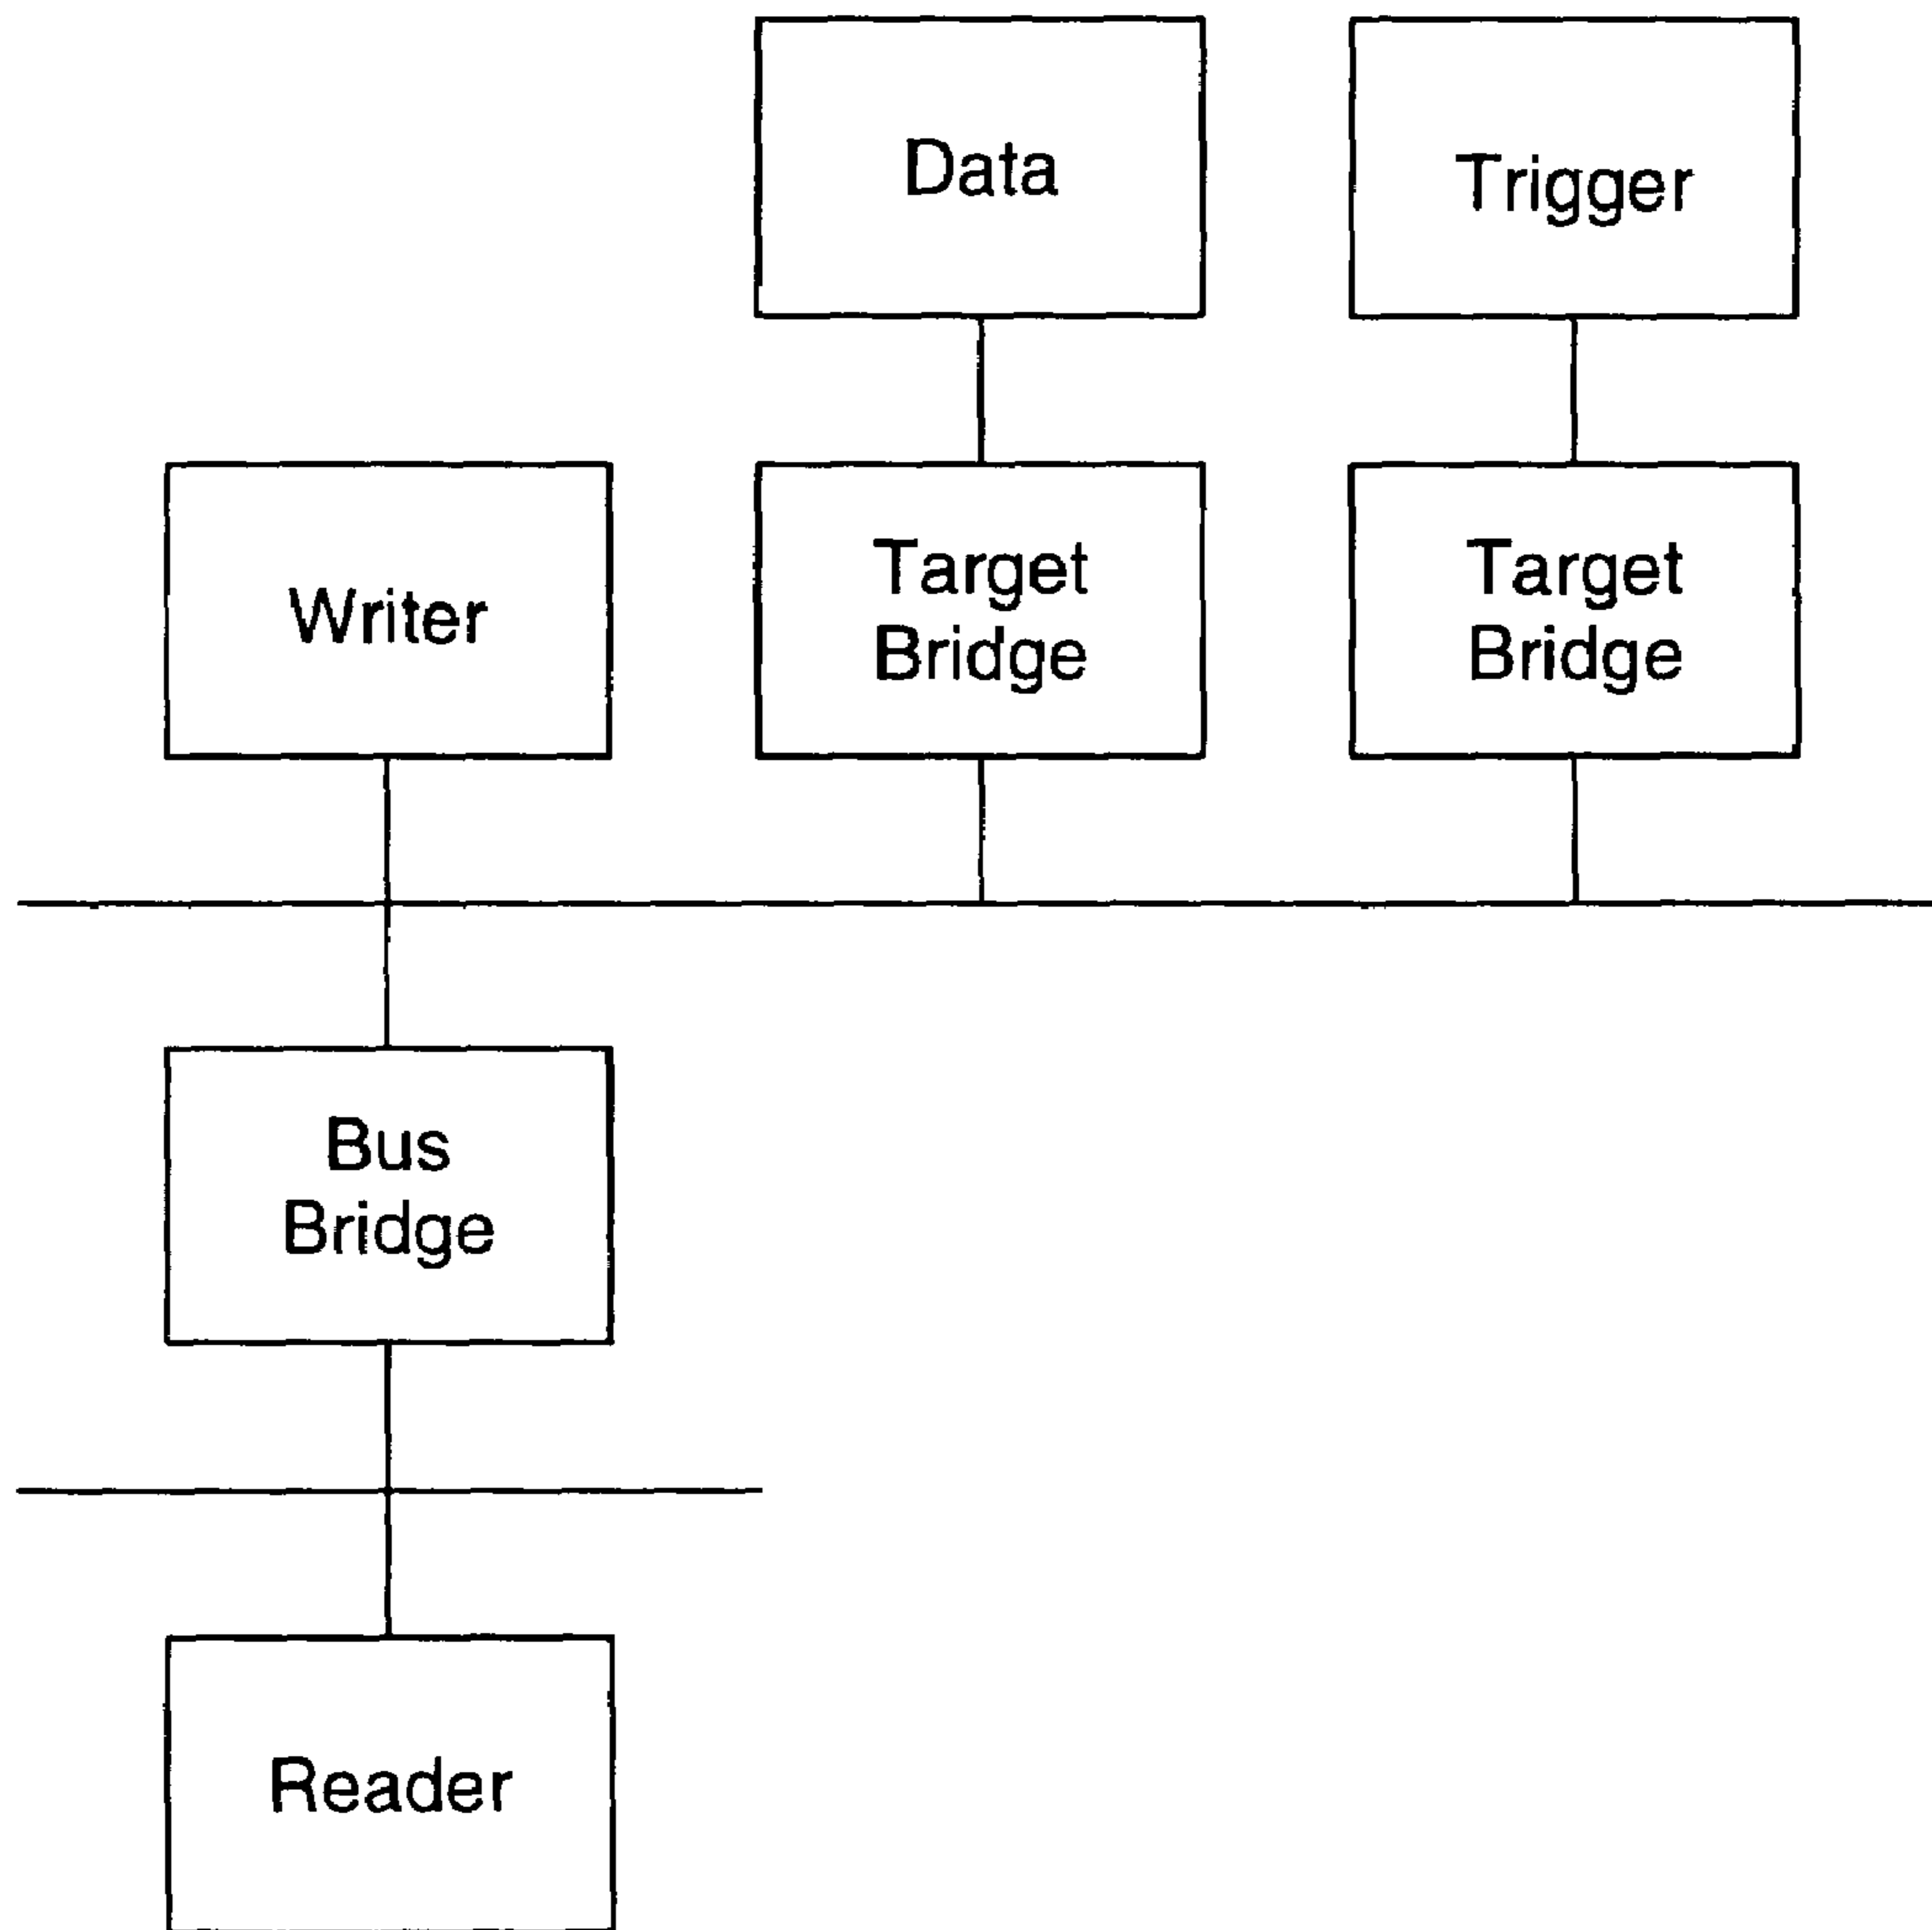 Data
Trigger
Writer
Target
Bridge
Target
Bridge
Bus
Bridge
Reader